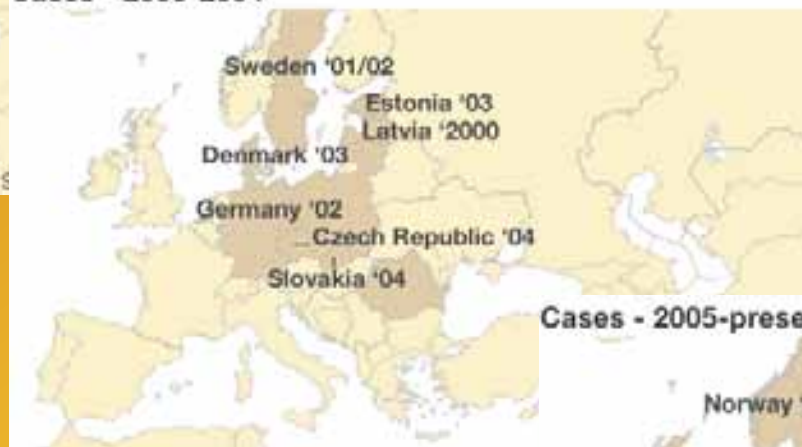 Sweden '01/02
Estonia '03
Latvia '2000
Denmark '03
Germany '02
Czech Republic '04
Slovakia '04
Cases - 2005-prese
Norway '